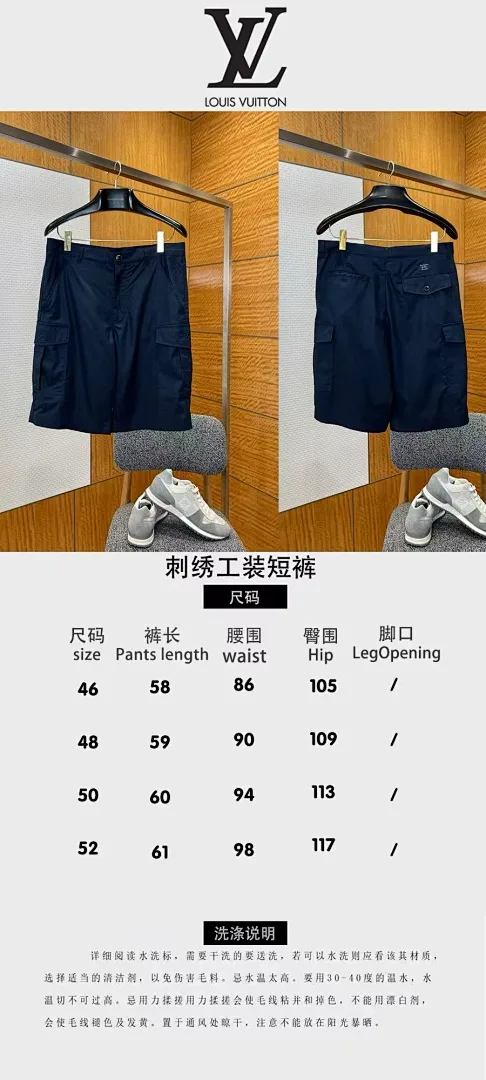 LOUIS VUITTON
刺绣工装短裤
尺码
尺码 裤长 腰围 臀围 脚口
size Pants length waist Hip LegOpening
46 58 86 105 /
48 59 90 109 /
50 60 94 113 /
52 61 98 117 /
洗涤说明
详细阅读水洗标，需要干洗的要送洗，若可以水洗则应看该其材质，
选择适当的清洁剂，以免伤害毛料。忌水温太高。要用30-40度的温水，水
温切不可过高。忌用力揉搓用力揉搓会使毛线粘并和掉色，不能用漂白剂，
会使毛线褪色及发黄。置于通风处晾干，注意不能放在阳光暴晒。